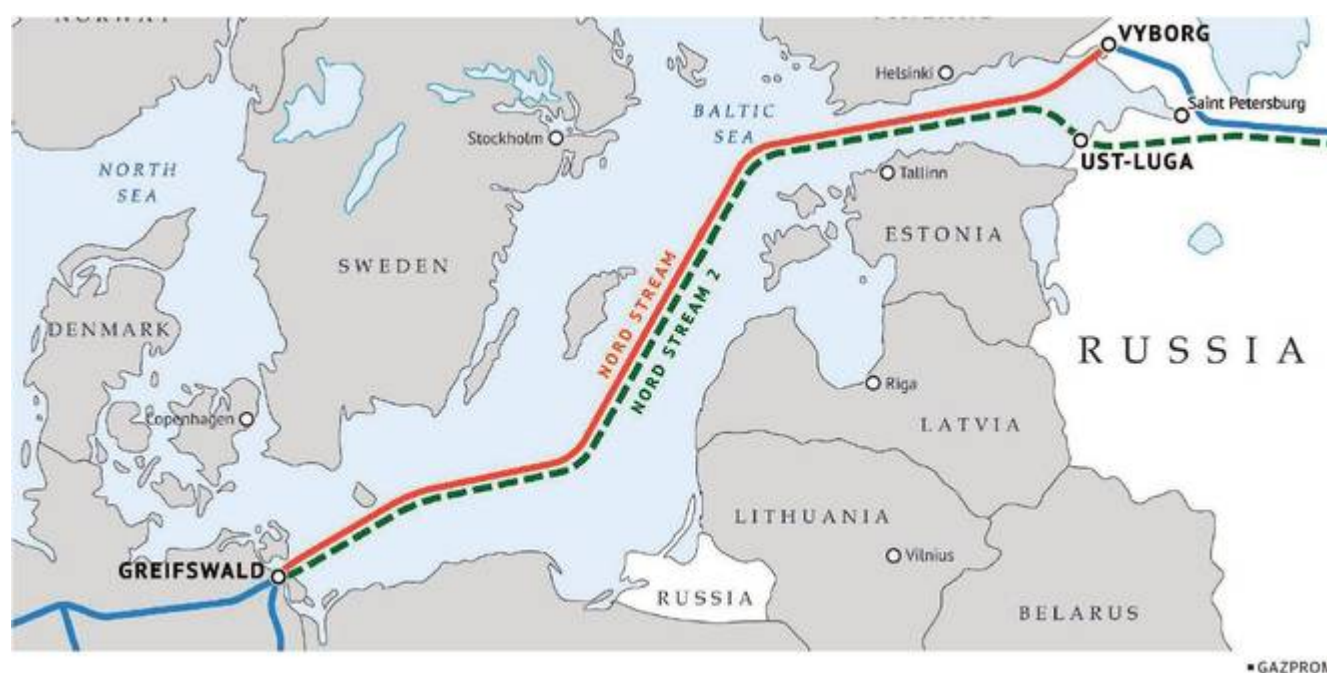 VYBORG
Helsinki
BALTIC
SEA
Saint Petersburg
Stockholm
UST-LUGA
NORTH
SEA
Tallinn
ESTONIA
SWEDEN
NORD STREAM
NORD STREAM 2
DENMARK
RUSSIA
Riga
Copenhagen
LATVIA
LITHUANIA
Vilnius
GREIFSWALD
RUSSIA
BELARUS
GAZPROM